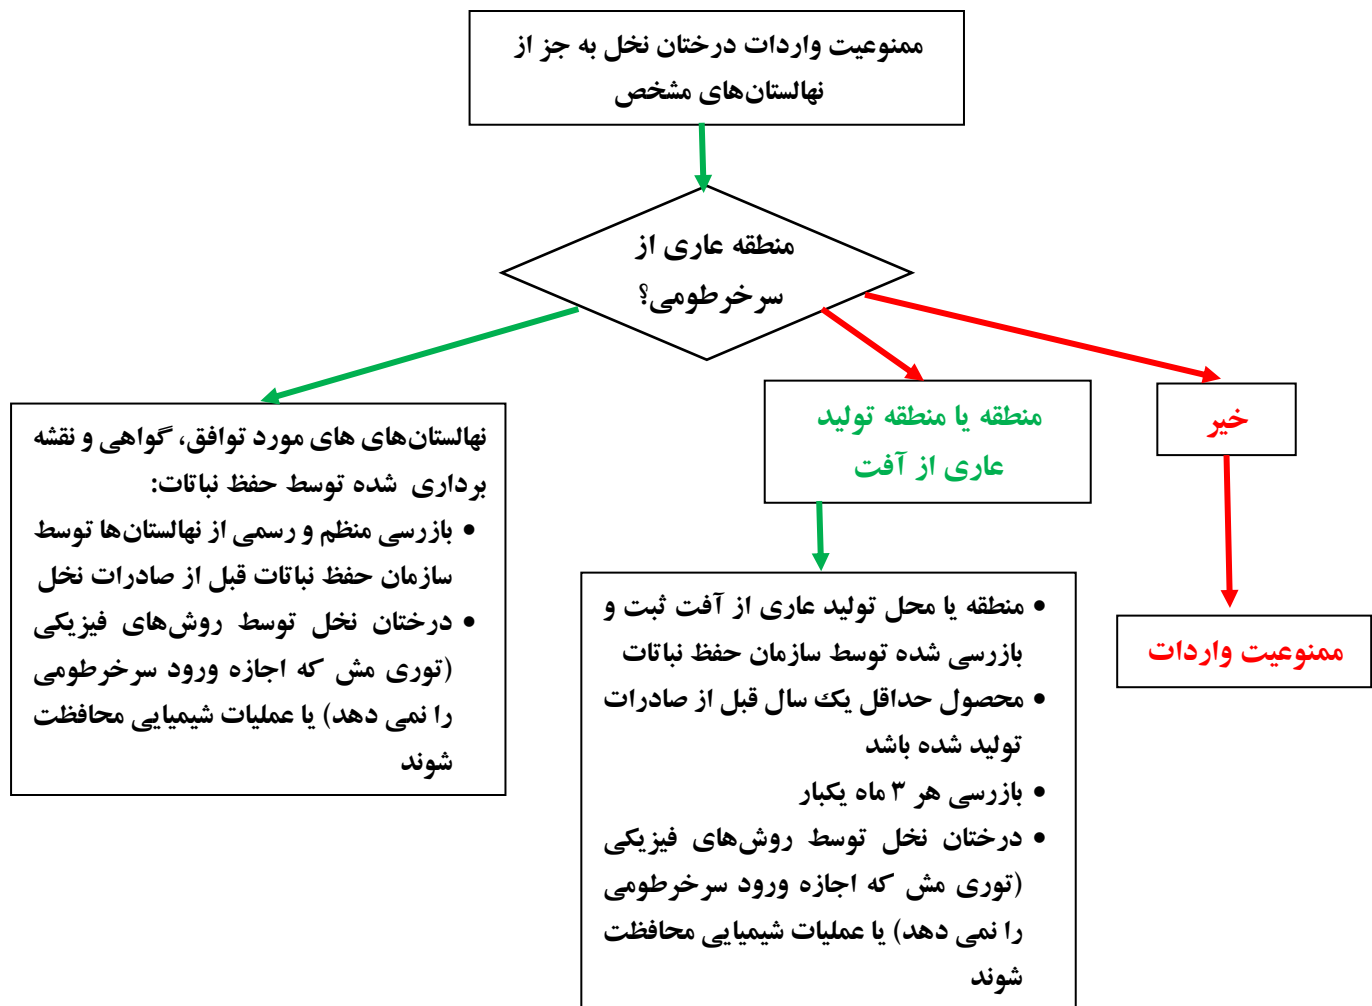 ممنوعیت واردات درختان نخل به جز از
نهالستان‌های مشخص
منطقه عاری از
سرخرطومی؟
خیر
منطقه یا منطقه تولید
عاری از آفت
نهالستان‌های های مورد توافق، گواهی و نقشه
برداری شده توسط حفظ نباتات:
• بازرسی منظم و رسمی از نهالستان‌ها توسط
سازمان حفظ نباتات قبل از صادرات نخل
• درختان نخل توسط روش‌های فیزیکی
(توری مش که اجازه ورود سرخرطومی
را نمی دهد) یا عملیات شیمیایی محافظت
شوند
• منطقه یا محل تولید عاری از آفت ثبت و
بازرسی شده توسط سازمان حفظ نباتات
• محصول حداقل یک سال قبل از صادرات
تولید شده باشد
• بازرسی هر ۳ ماه یکبار
• درختان نخل توسط روش‌های فیزیکی
(توری مش که اجازه ورود سرخرطومی
را نمی دهد) یا عملیات شیمیایی محافظت
شوند
ممنوعیت واردات